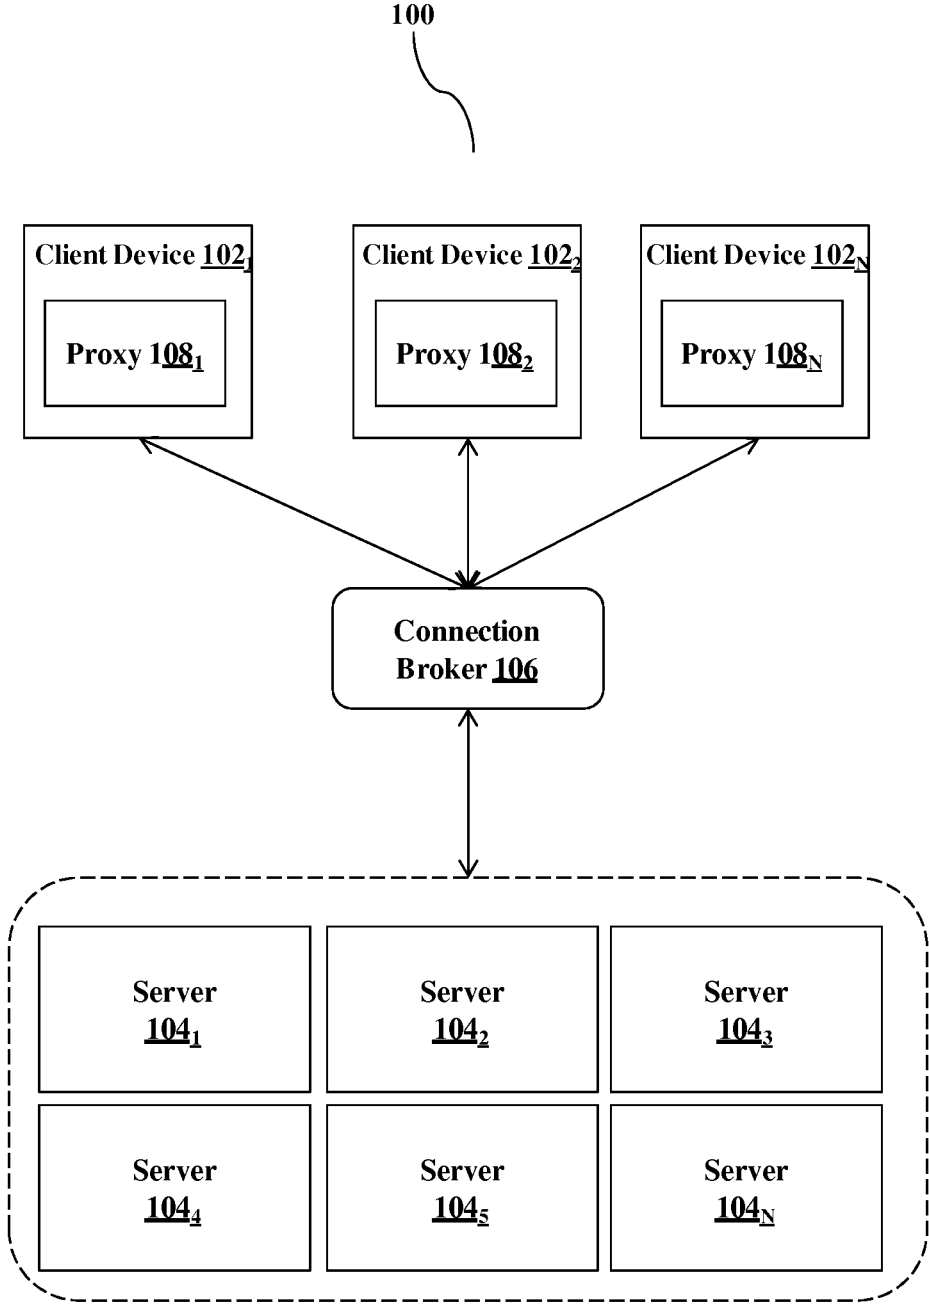 100
Client Device 102₁
Client Device 102₂
Client Device 102N
Proxy 108₁
Proxy 108₂
Proxy 108N
Connection
Broker 106
Server
104₁
Server
104₂
Server
104₃
Server
104₄
Server
104₅
Server
104N